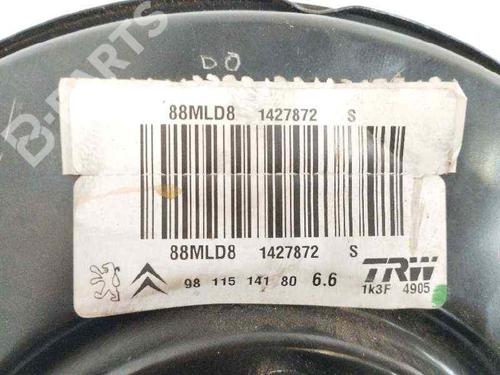 B-PARTS
DO
88MLD8 1427872 S
88MLD8 1427872 S
98 115 141 80 6.6
TRW
1k3F 4905